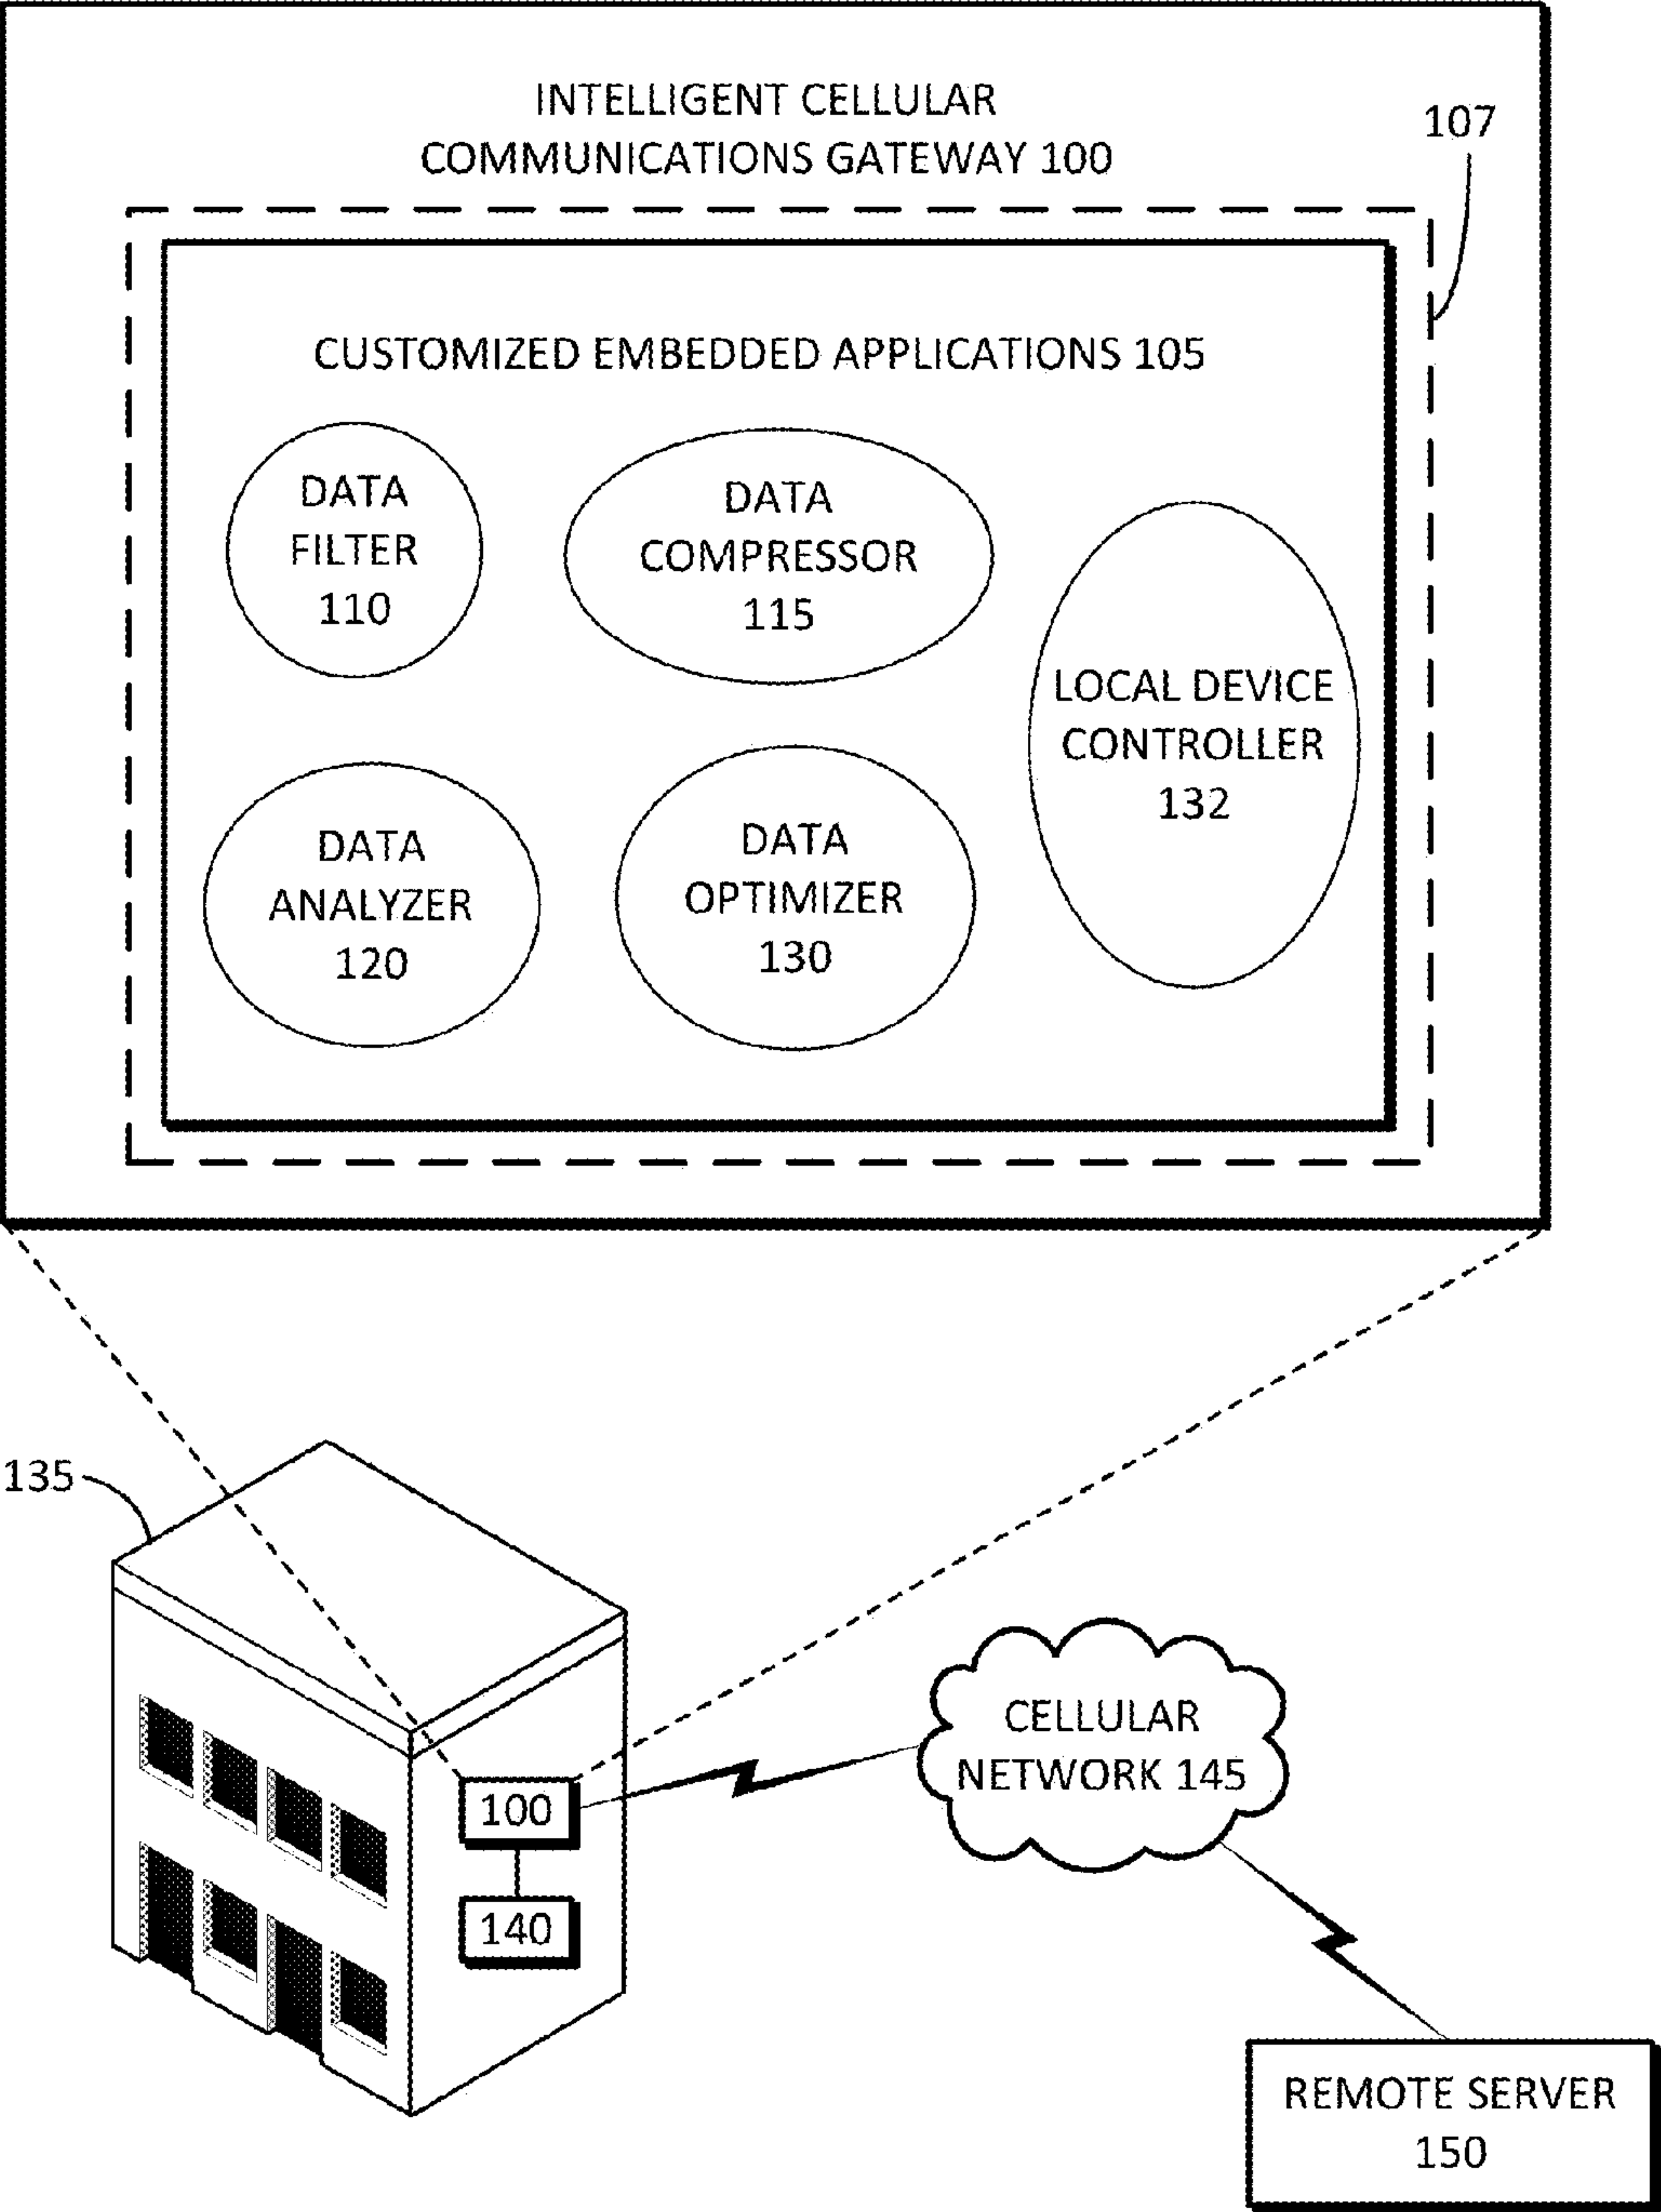 INTELLIGENT CELLULAR
COMMUNICATIONS GATEWAY 100
107
CUSTOMIZED EMBEDDED APPLICATIONS 105
DATA
FILTER
110
DATA
COMPRESSOR
115
LOCAL DEVICE
CONTROLLER
132
DATA
ANALYZER
120
DATA
OPTIMIZER
130
135
CELLULAR
NETWORK 145
100
140
REMOTE SERVER
150